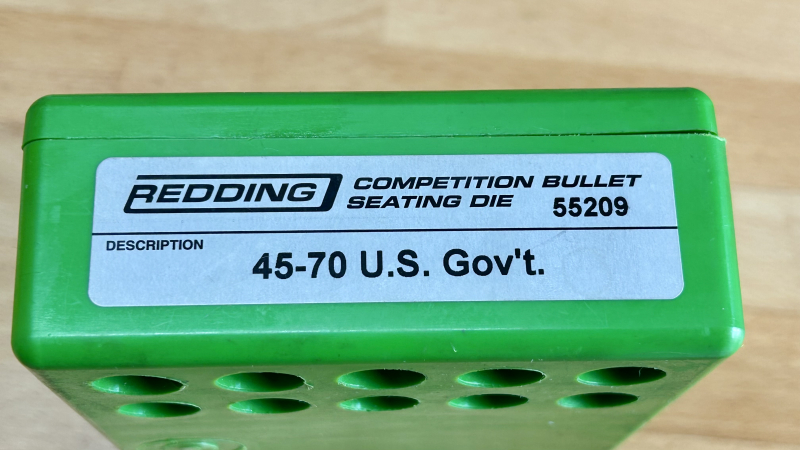 REDDING COMPETITION BULLET
SEATING DIE 55209
DESCRIPTION
45-70 U.S. Gov't.